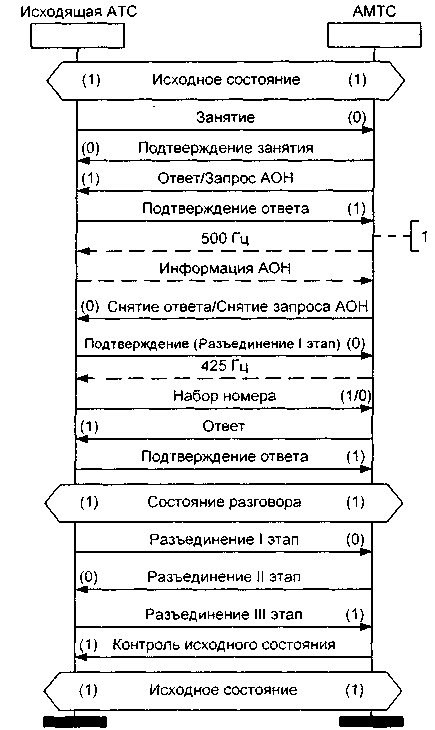 Исходящая АТС АМТС
(1) Исходное состояние (1)
Занятие (0)
(0) Подтверждение занятия
(1) Ответ/Запрос АОН
Подтверждение ответа (1)
1
500 Гц
Информация АОН
(0) Снятие ответа/Снятие запроса АОН
Подтверждение (Разъединение I этап) (0)
425 Гц
Набор номера (1/0)
(1) Ответ
Подтверждение ответа (1)
(1) Состояние разговора (1)
Разъединение I этап (0)
(0) Разъединение II этап
Разъединение III этап (1)
(1) Контроль исходного состояния
(1) Исходное состояние (1)